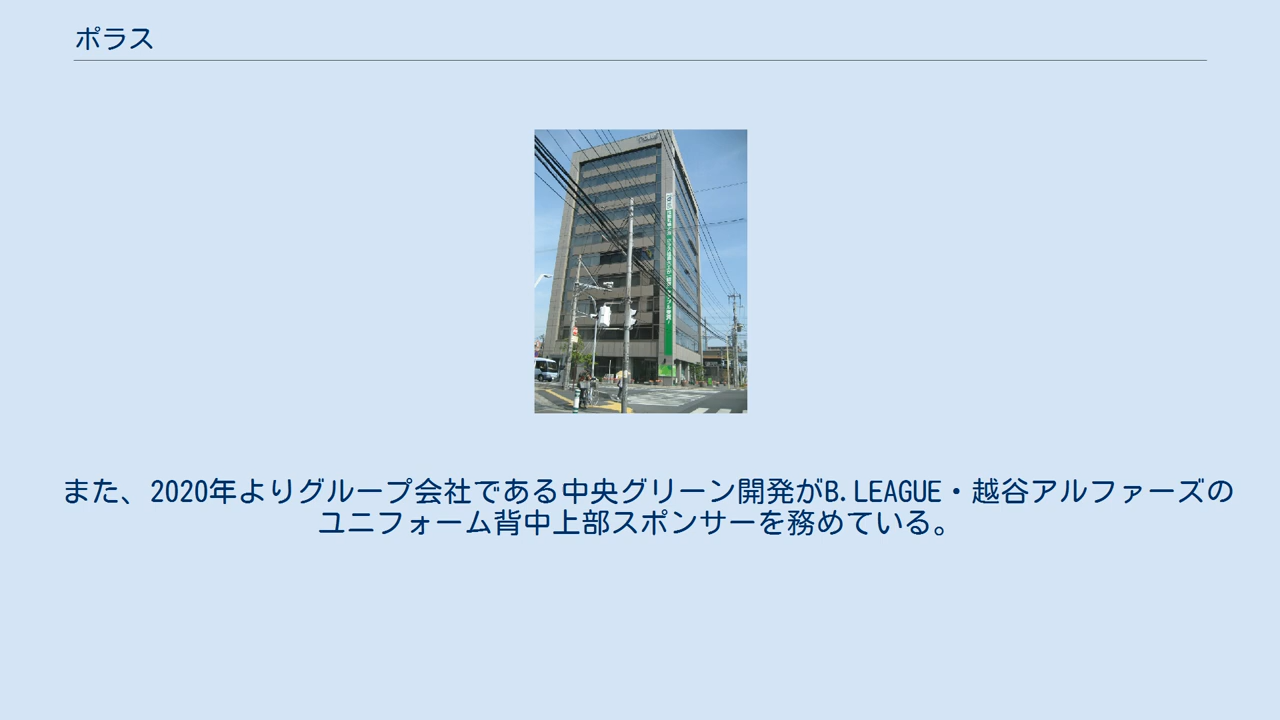 ポラス
また、2020年よりグループ会社である中央グリーン開発がB.LEAGUE・越谷アルファーズの
ユニフォーム背中上部スポンサーを務めている。